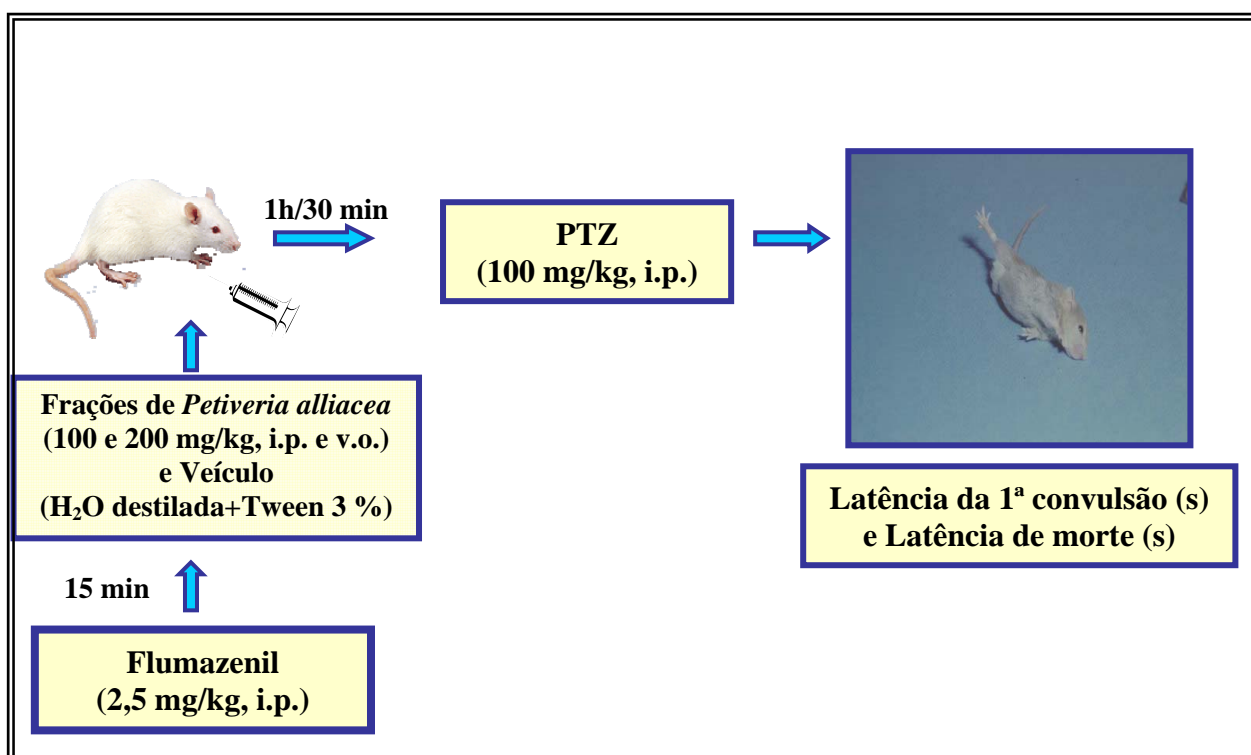 1h/30 min
PTZ
(100 mg/kg, i.p.)
Frações de Petiveria alliacea
(100 e 200 mg/kg, i.p. e v.o.)
e Veículo
(H₂O destilada+Tween 3 %)
Latência da 1ª convulsão (s)
e Latência de morte (s)
15 min
Flumazenil
(2,5 mg/kg, i.p.)